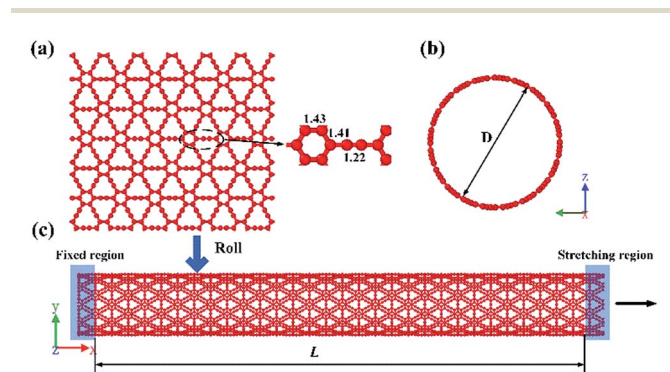 (a)
(b)
1.43
1.41
1.22
D
z
x
(c)
Roll
Fixed region
Stretching region
y
z
x
L